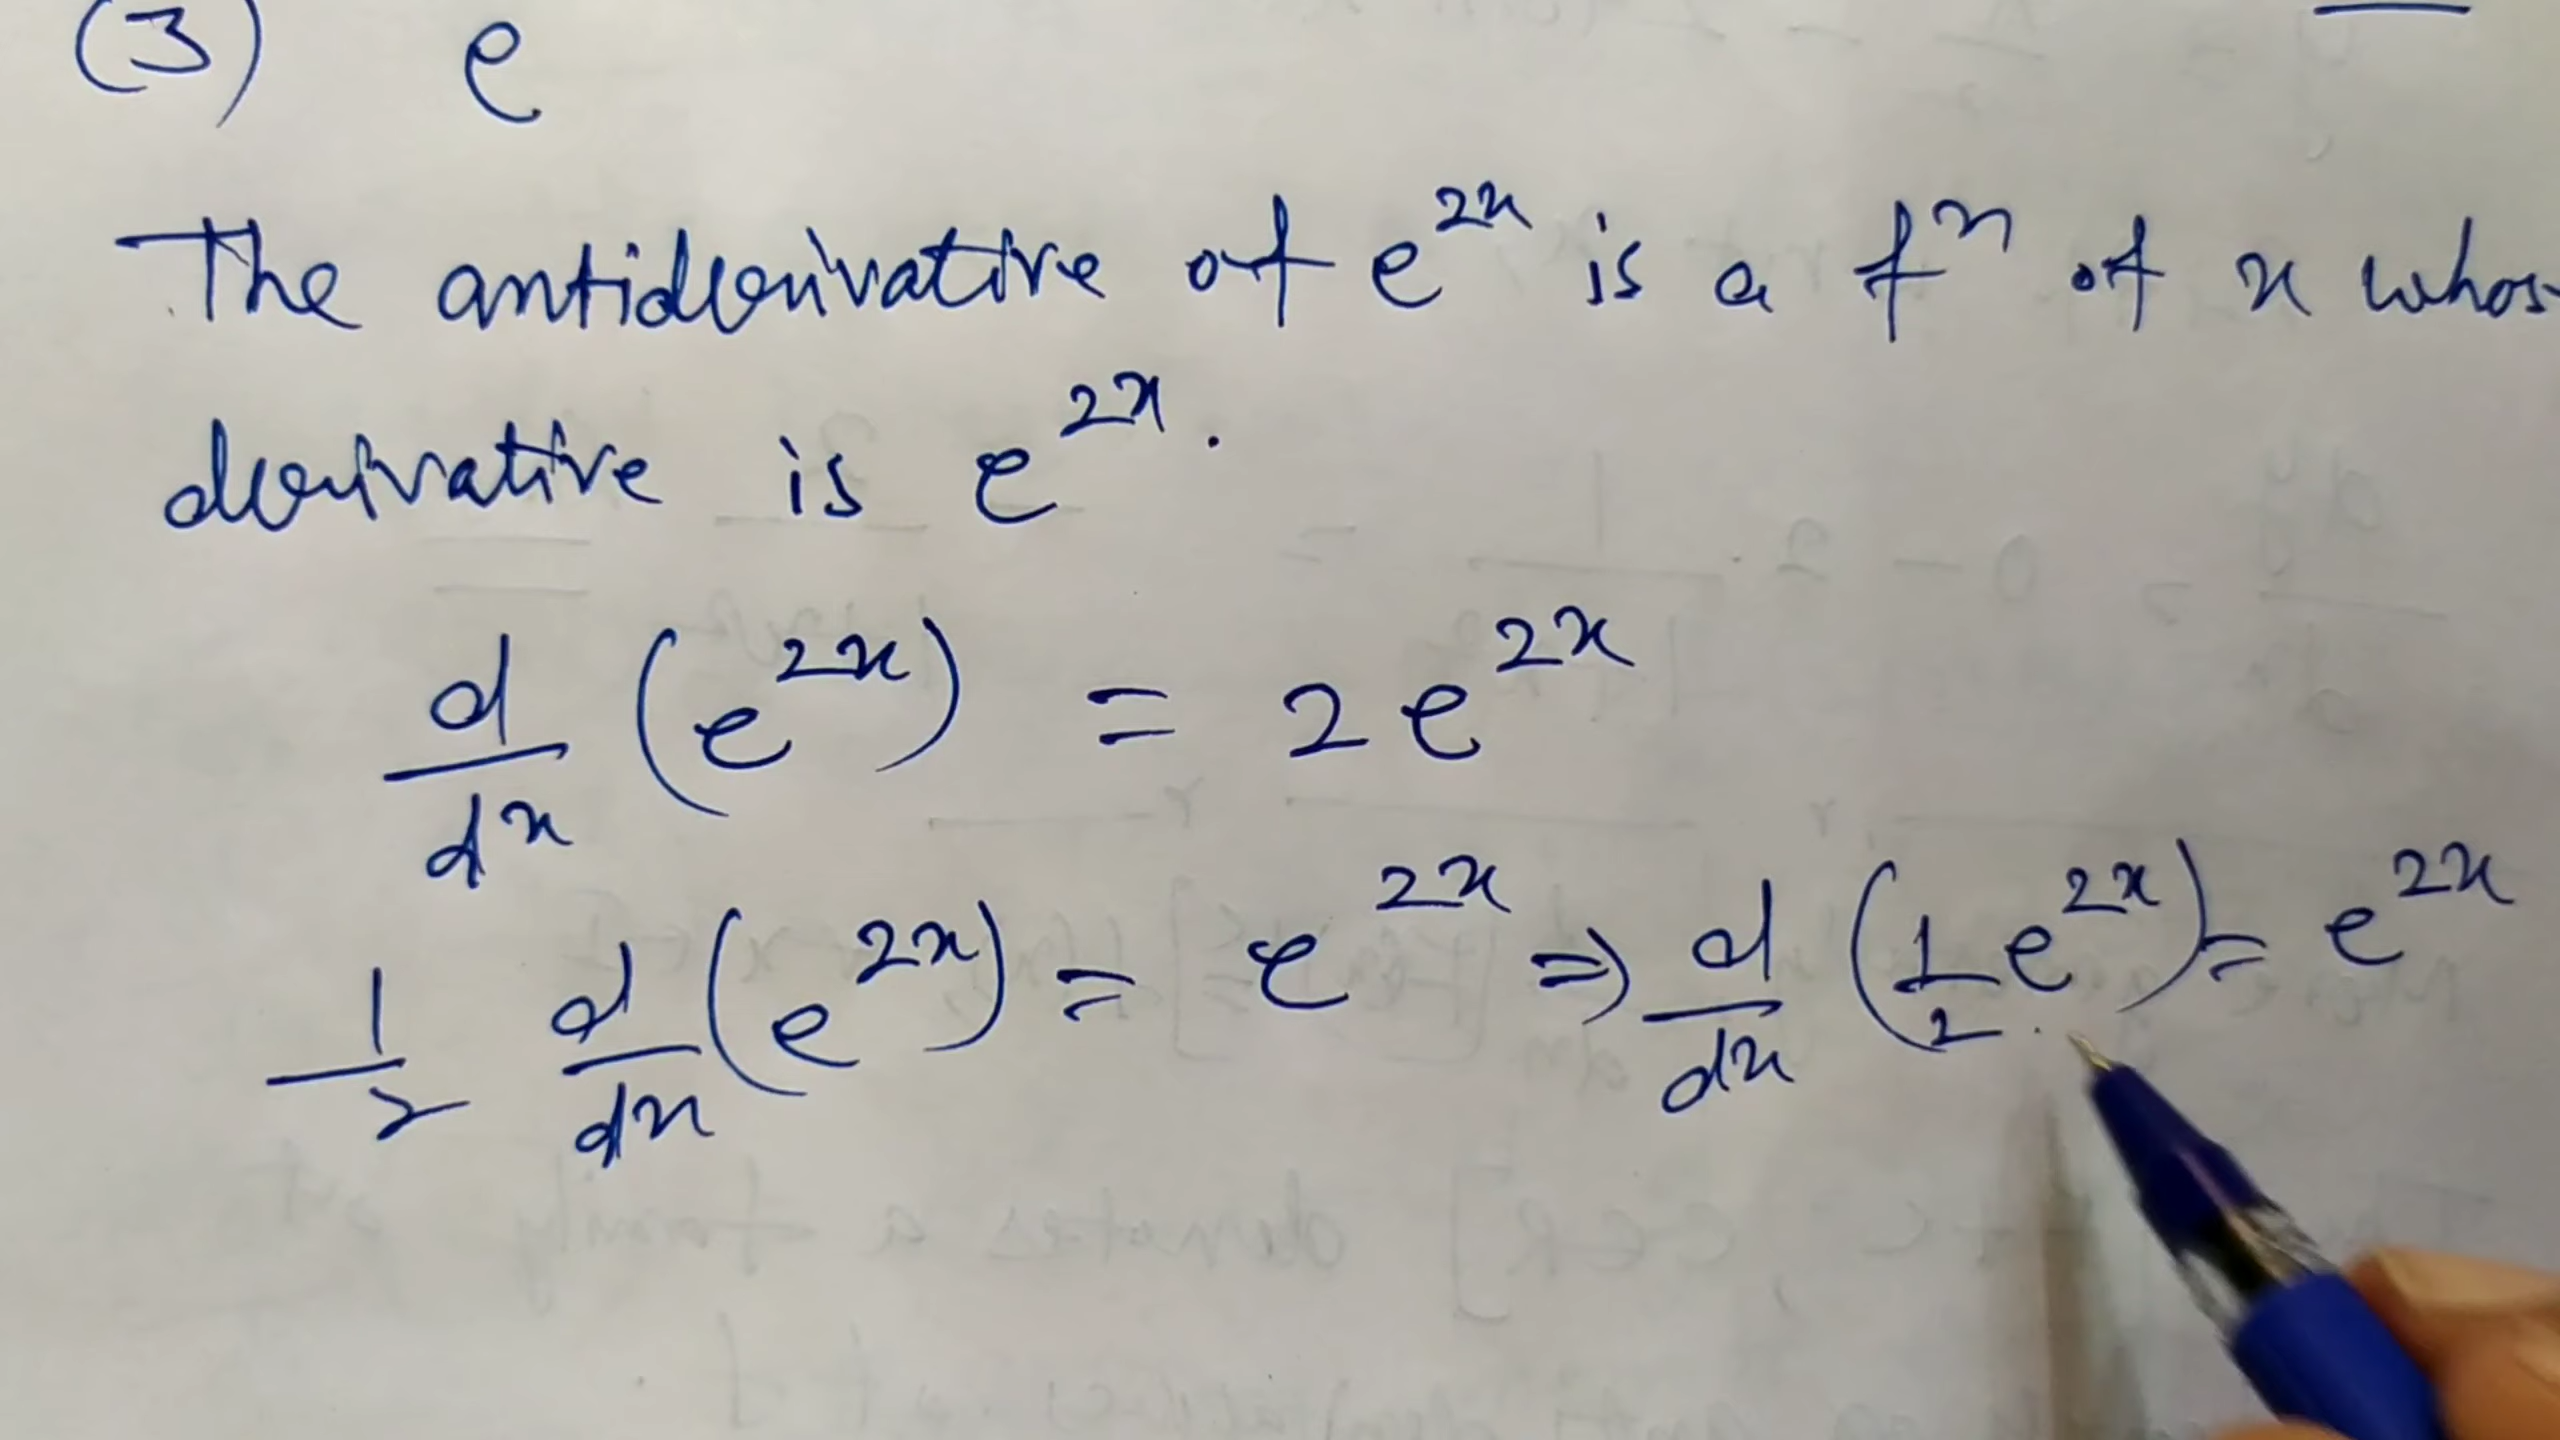 (3) e
The antiderivative of e^{2x} is a f^n of x whos
derivative is e^{2x}.
d/dx (e^{2x}) = 2e^{2x}
1/2 d/dx (e^{2x}) = e^{2x} ⇒ d/dx (1/2 e^{2x}) = e^{2x}